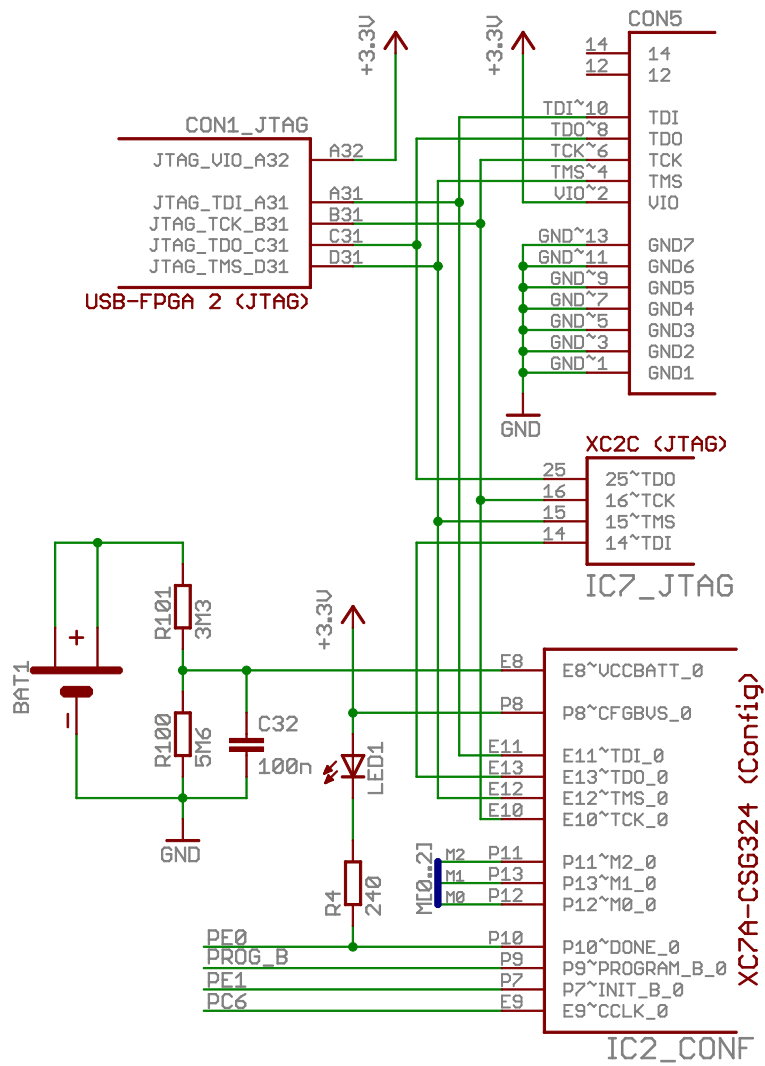 CON5
+3.3V
+3.3V
14 14
12 12
CON1_JTAG
TDI~10 TDI
TDO~8 TDO
JTAG_VIO_A32 A32
TCK~6 TCK
TMS~4 TMS
JTAG_TDI_A31 A31
VIO~2 VIO
JTAG_TCK_B31 B31
JTAG_TDO_C31 C31
GND~13 GND7
JTAG_TMS_D31 D31
GND~11 GND6
GND~9 GND5
USB-FPGA 2 (JTAG)
GND~7 GND4
GND~5 GND3
GND~3 GND2
GND~1 GND1
GND
XC2C (JTAG)
25 25~TDO
16 16~TCK
15 15~TMS
14 14~TDI
IC7_JTAG
R101
3M3
+3.3V
BAT1
+
-
E8 E8~VCCBATT_0
P8 P8~CFGBVS_0
R100
5M6
C32
100n
LED1
E11 E11~TDI_0
E13 E13~TDO_0
E12 E12~TMS_0
E10 E10~TCK_0
XC7A-CSG324 (Config)
GND
M[0..2]
M2 P11 P11~M2_0
M1 P13 P13~M1_0
M0 P12 P12~M0_0
R4
240
PE0 P10 P10~DONE_0
PROG_B P9 P9~PROGRAM_B_0
PE1 P7 P7~INIT_B_0
PC6 E9 E9~CCLK_0
IC2_CONF